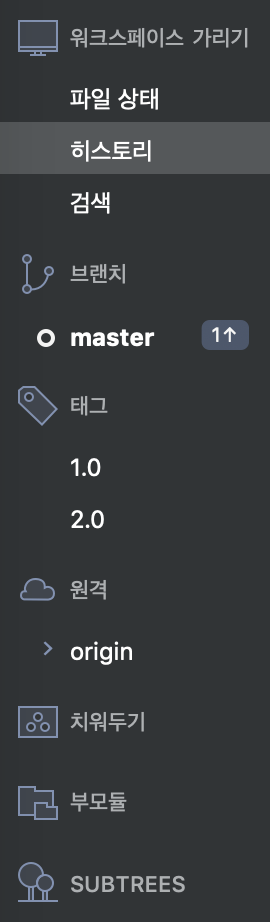 워크스페이스 가리기
파일 상태
히스토리
검색
브랜치
master 1↑
태그
1.0
2.0
원격
origin
치워두기
부모듈
SUBTREES